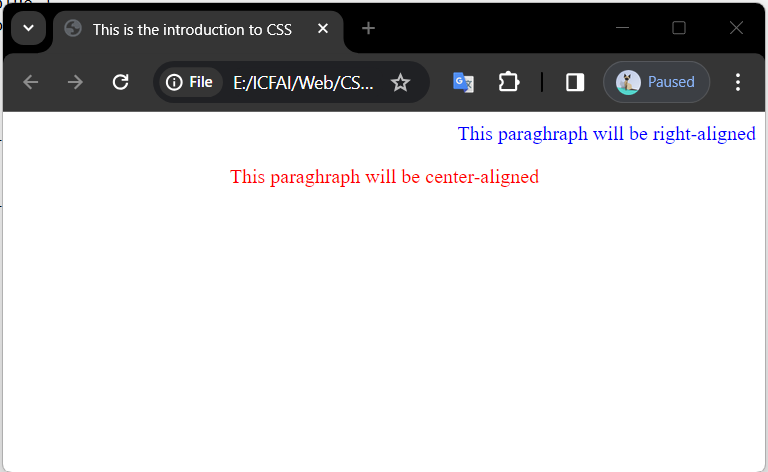 This is the introduction to CSS
File
E:/ICFAI/Web/CS...
Paused
This paraghraph will be right-aligned
This paraghraph will be center-aligned